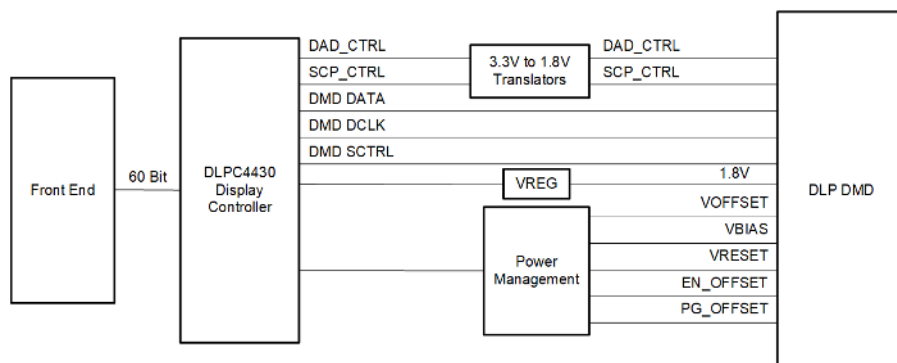 DAD_CTRL
DAD_CTRL
SCP_CTRL
3.3V to 1.8V
Translators
SCP_CTRL
DMD DATA
DMD DCLK
DMD SCTRL
Front End
60 Bit
DLPC4430
Display
Controller
VREG
1.8V
DLP DMD
VOFFSET
VBIAS
Power
Management
VRESET
EN_OFFSET
PG_OFFSET